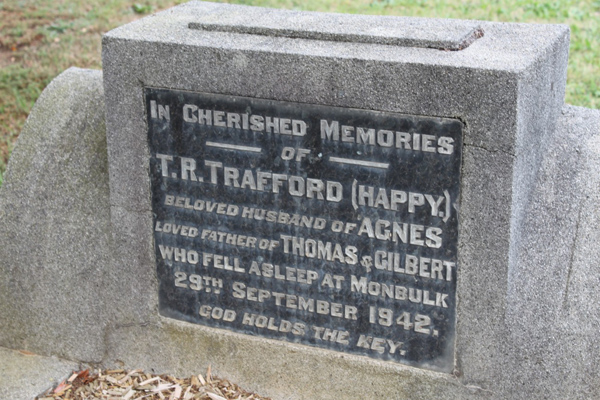 IN CHERISHED MEMORIES
OF
T.R. TRAFFORD (HAPPY.)
BELOVED HUSBAND OF AGNES
LOVED FATHER OF THOMAS & GILBERT
WHO FELL ASLEEP AT MONBULK
29TH SEPTEMBER 1942.
GOD HOLDS THE KEY.